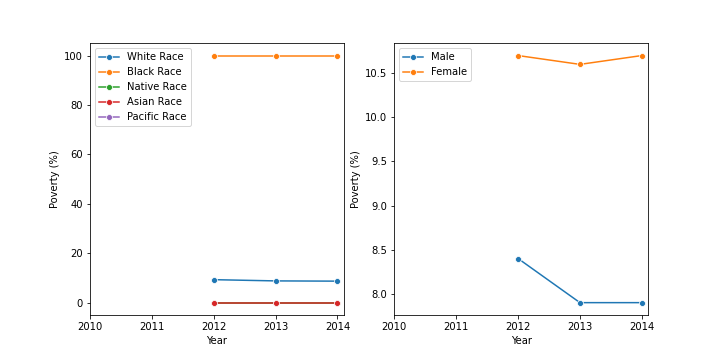 White Race
Black Race
Native Race
Asian Race
Pacific Race
100
80
60
40
20
0
Poverty (%)
2010 2011 2012 2013 2014
Year
Male
Female
10.5
10.0
9.5
9.0
8.5
8.0
Poverty (%)
2010 2011 2012 2013 2014
Year